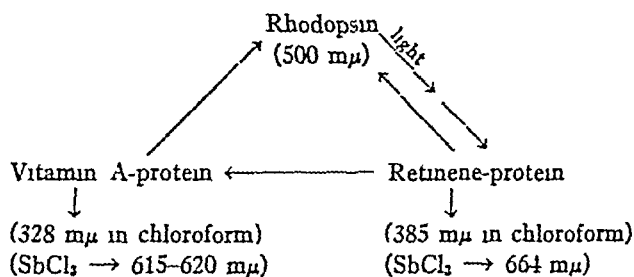 Rhodopsin
(500 mμ)
light
Vitamin A-protein
Retinene-protein
(328 mμ in chloroform)
(SbCl₃ → 615–620 mμ)
(385 mμ in chloroform)
(SbCl₃ → 664 mμ)